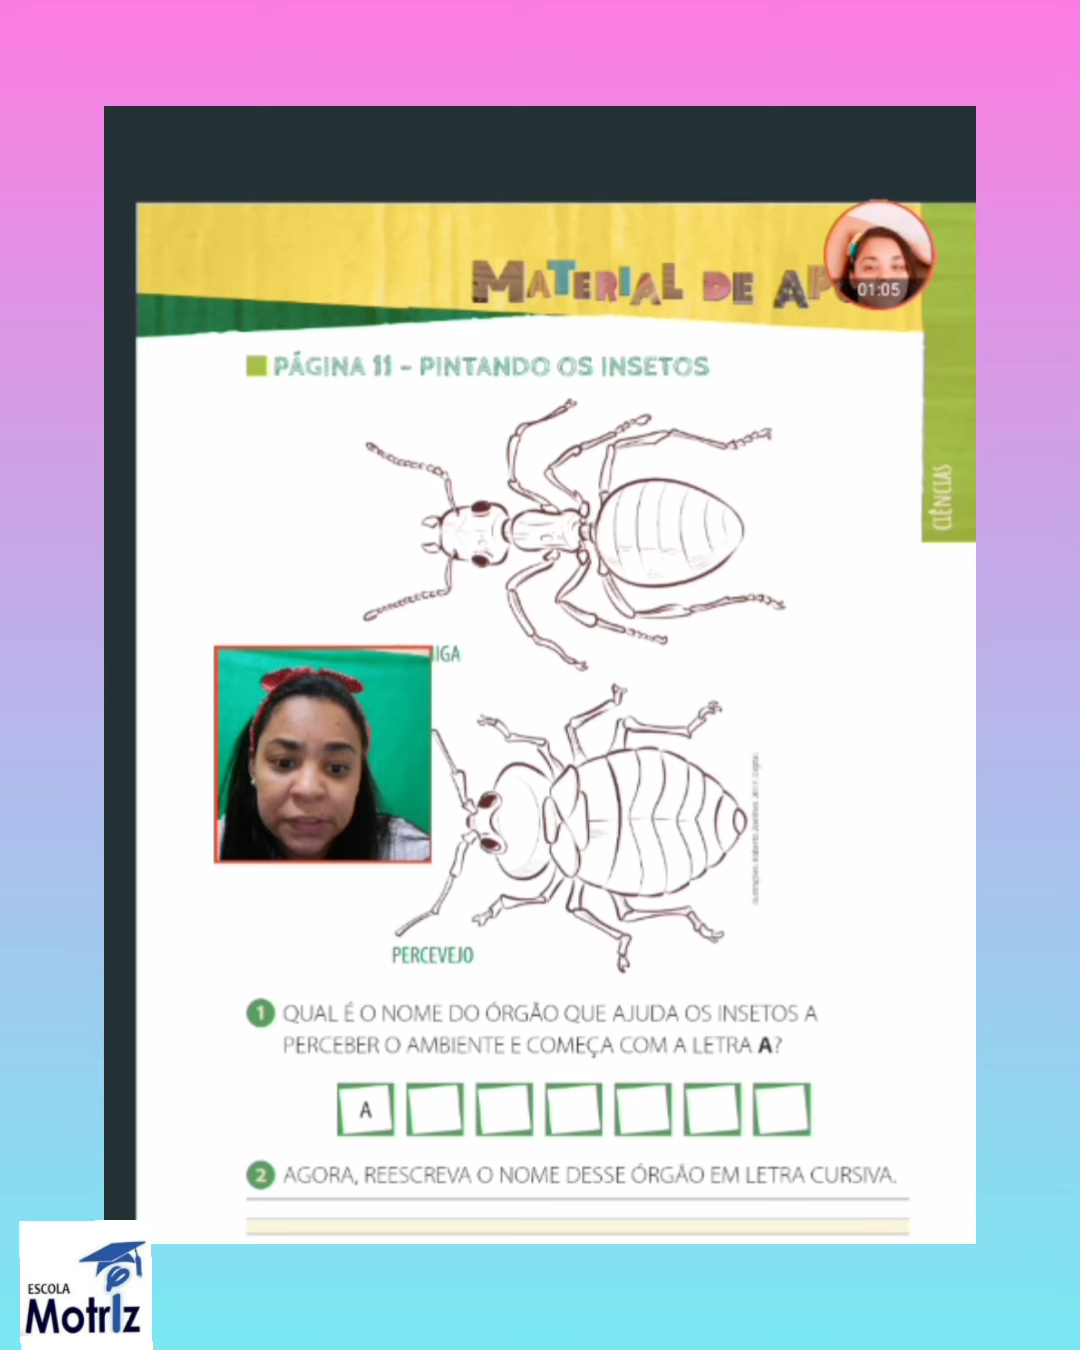 MATERIAL DE AP
01:05
PÁGINA 11 - PINTANDO OS INSETOS
CIÊNCIAS
IGA
PERCEVEJO
1 QUAL É O NOME DO ÓRGÃO QUE AJUDA OS INSETOS A
PERCEBER O AMBIENTE E COMEÇA COM A LETRA A?
A
2 AGORA, REESCREVA O NOME DESSE ÓRGÃO EM LETRA CURSIVA.
ESCOLA
MotrIz